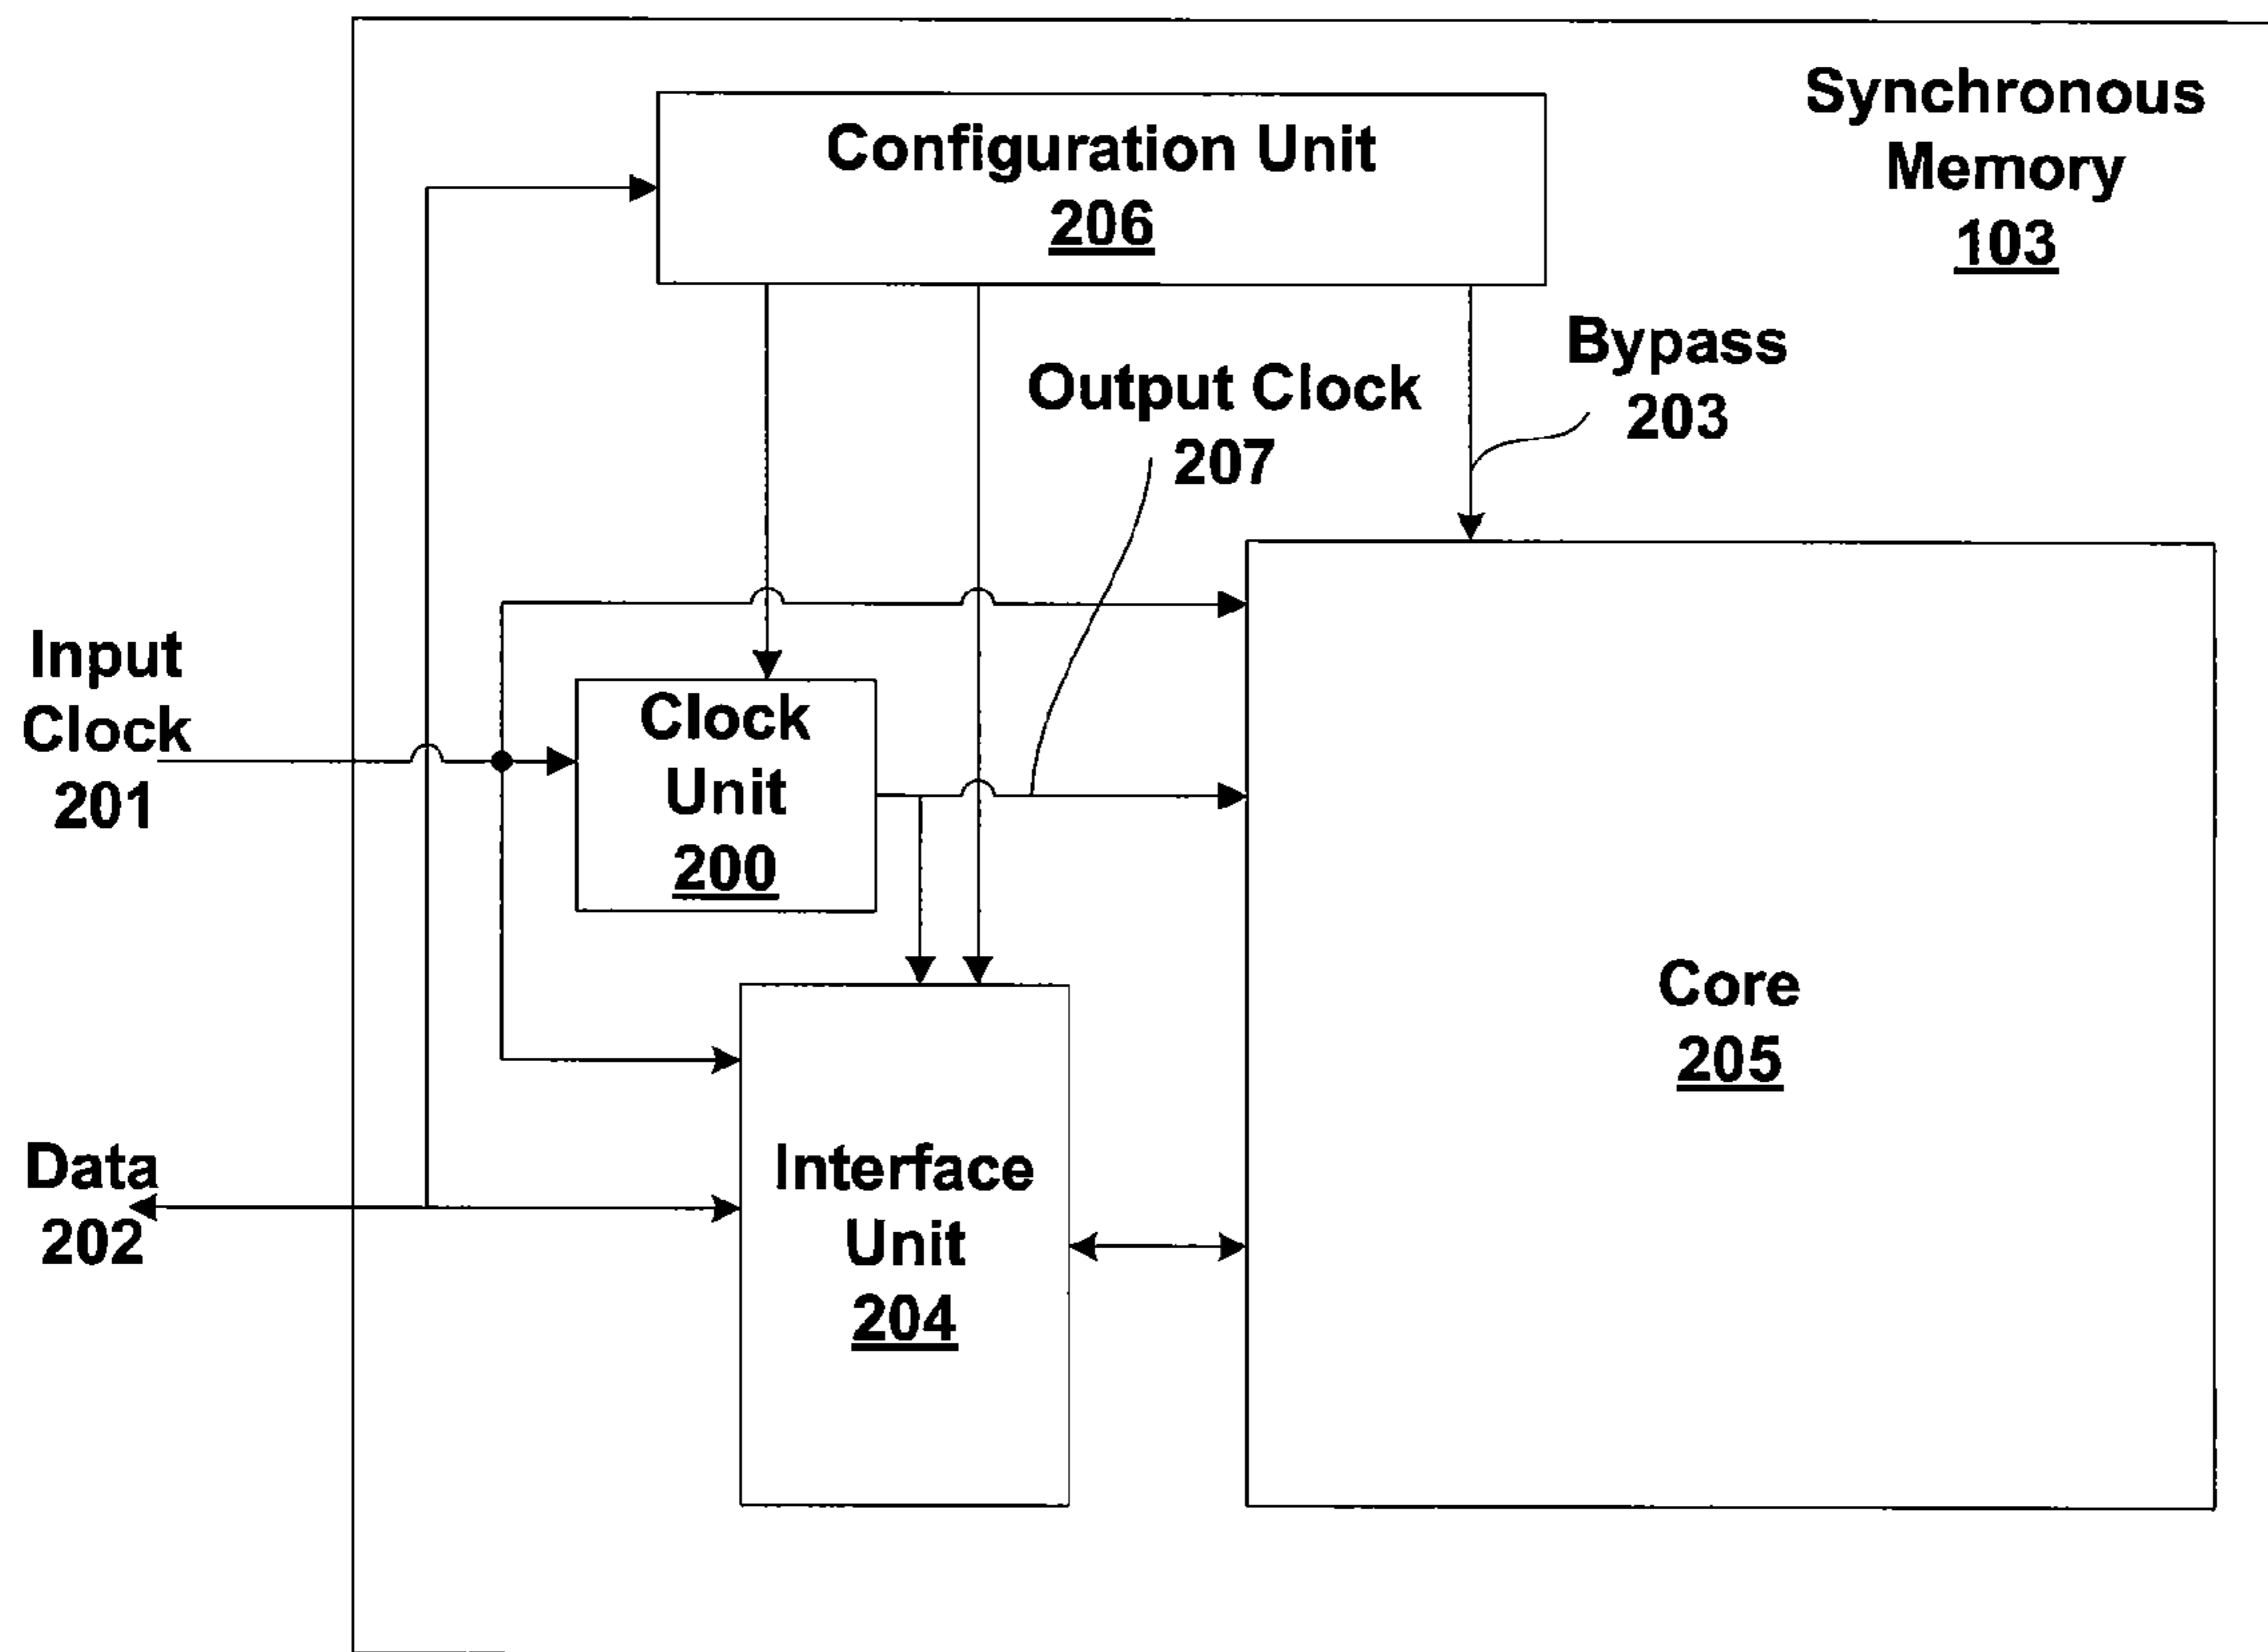 Synchronous
Memory
103
Configuration Unit
206
Bypass
203
Output Clock
207
Input
Clock
201
Clock
Unit
200
Core
205
Data
202
Interface
Unit
204